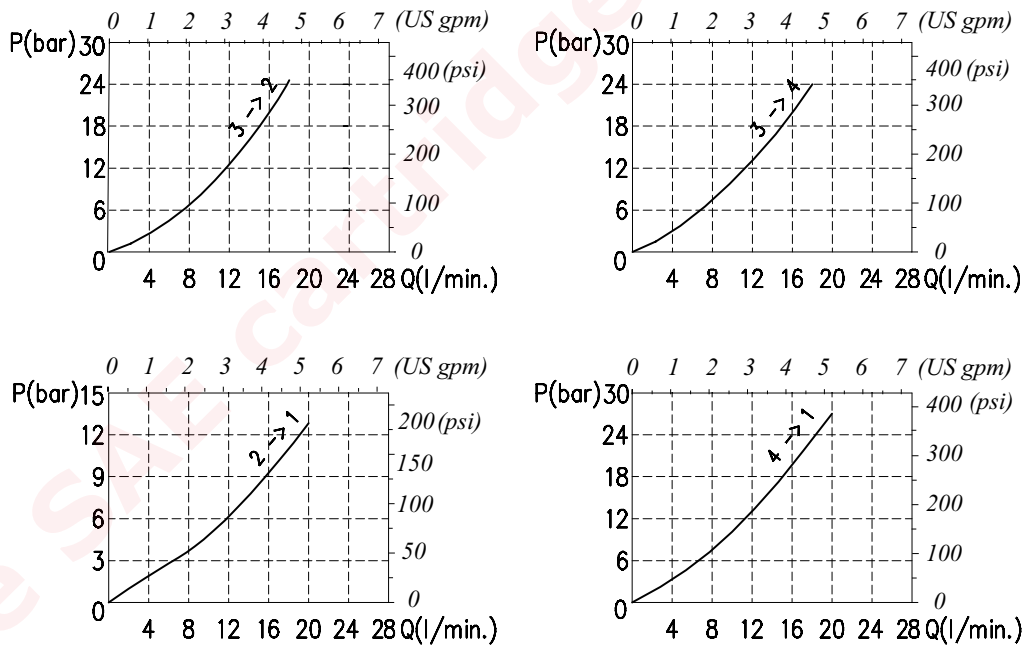 0 1 2 3 4 5 6 7 (US gpm)
P(bar) 30
24
18
12
6
0
3 --> 2
400 (psi)
300
200
100
0
4 8 12 16 20 24 28 Q(l/min.)
0 1 2 3 4 5 6 7 (US gpm)
P(bar) 30
24
18
12
6
0
3 --> 4
400 (psi)
300
200
100
0
4 8 12 16 20 24 28 Q(l/min.)
0 1 2 3 4 5 6 7 (US gpm)
P(bar) 15
12
9
6
3
0
2 --> 1
200 (psi)
150
100
50
0
4 8 12 16 20 24 28 Q(l/min.)
0 1 2 3 4 5 6 7 (US gpm)
P(bar) 30
24
18
12
6
0
4 --> 1
400 (psi)
300
200
100
0
4 8 12 16 20 24 28 Q(l/min.)
e SAE cartridge